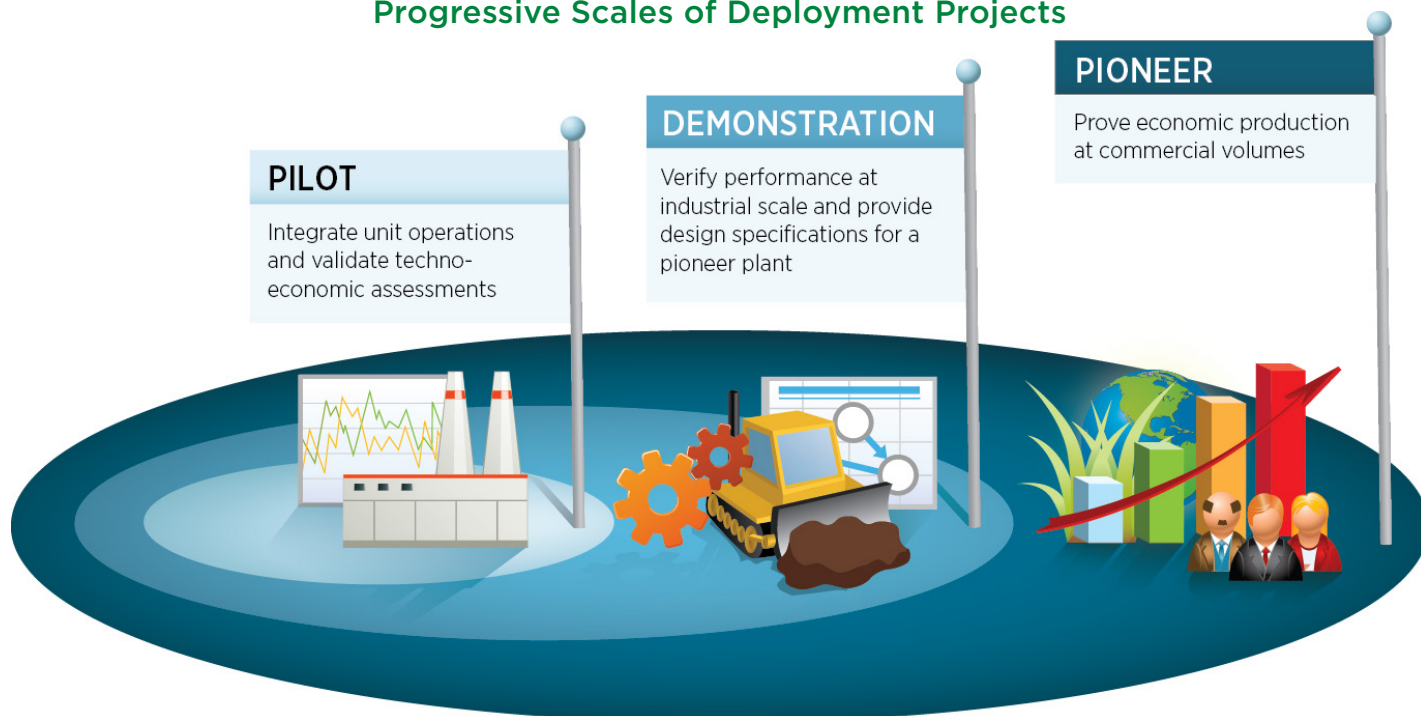 Progressive Scales of Deployment Projects
PILOT
Integrate unit operations
and validate techno-
economic assessments
DEMONSTRATION
Verify performance at
industrial scale and provide
design specifications for a
pioneer plant
PIONEER
Prove economic production
at commercial volumes